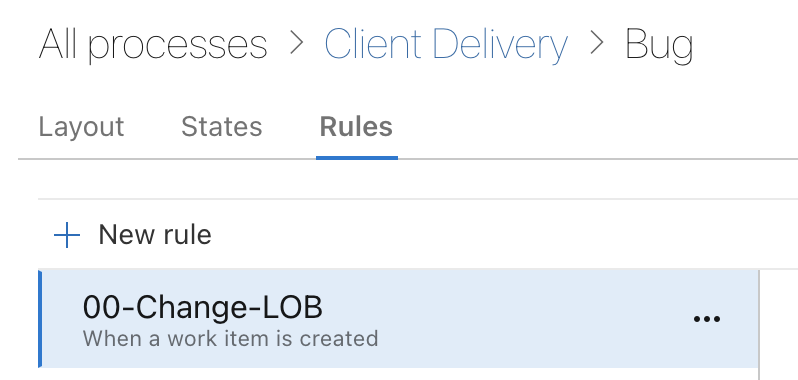 All processes > Client Delivery > Bug
Layout States Rules
+ New rule
00-Change-LOB
When a work item is created